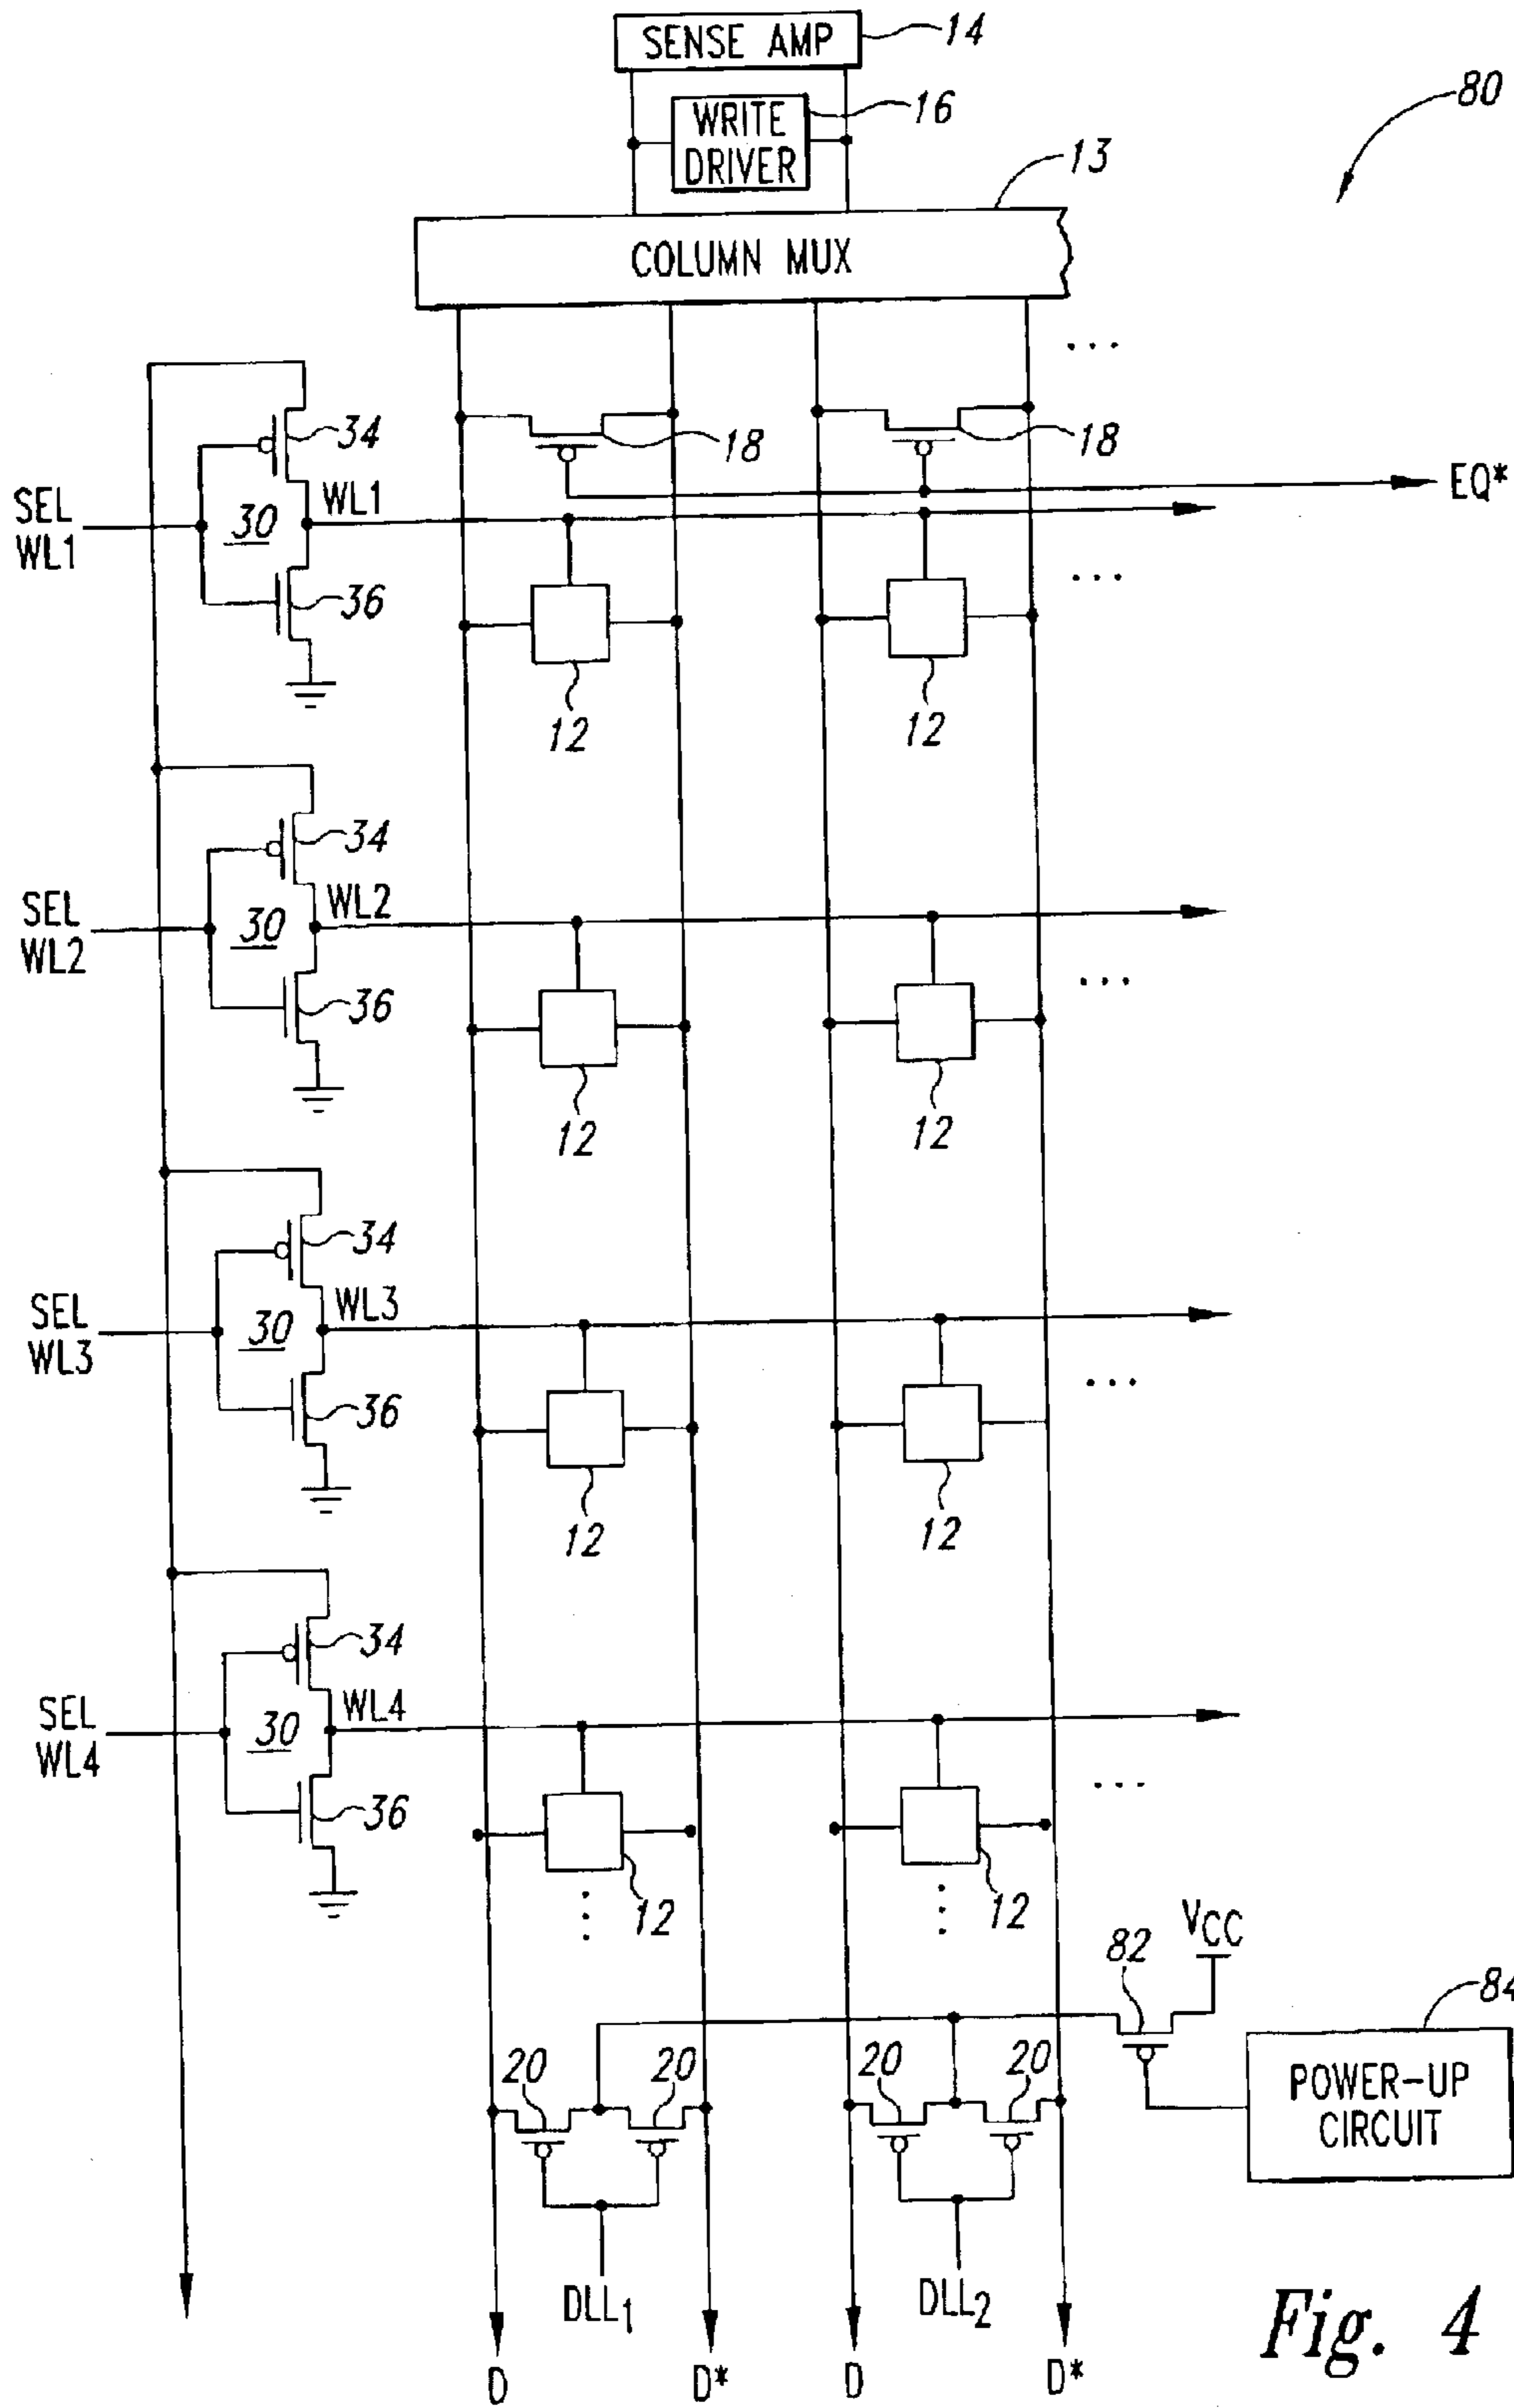 SENSE AMP
14
WRITE
DRIVER
16
80
13
COLUMN MUX
...
34
18
18
EQ*
SEL
WL1
30
WL1
36
...
12
12
34
SEL
WL2
30
WL2
36
...
12
12
34
SEL
WL3
30
WL3
36
...
12
12
34
SEL
WL4
30
WL4
36
...
12
12
82
VCC
84
20
20
20
20
POWER-UP
CIRCUIT
DLL1
DLL2
D
D*
D
D*
Fig. 4